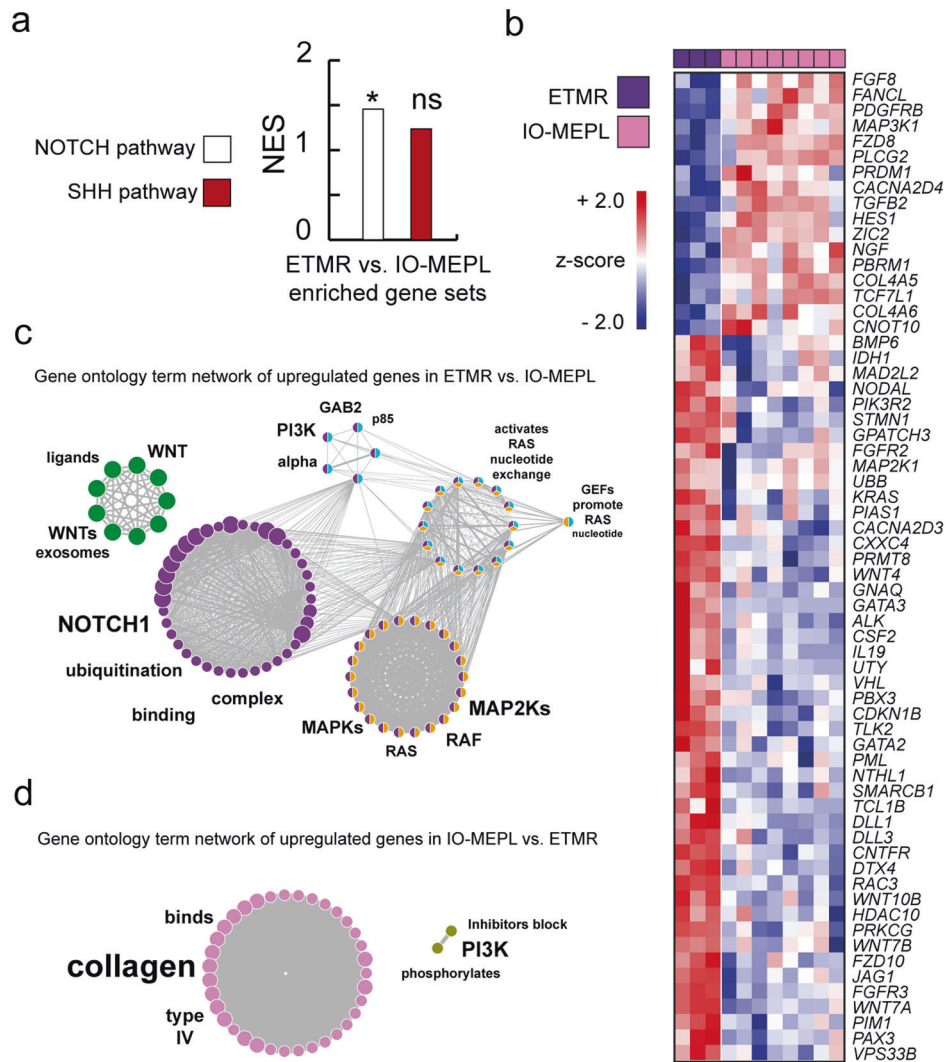 a
2
1
0
NES
*
ns
NOTCH pathway
SHH pathway
ETMR vs. IO-MEPL
enriched gene sets
b
ETMR
IO-MEPL
+ 2.0
z-score
- 2.0
FGF8
FANCL
PDGFRB
MAP3K1
FZD8
PLCG2
PRDM1
CACNA2D4
TGFB2
HES1
ZIC2
NGF
PBRM1
COL4A5
TCF7L1
COL4A6
CNOT10
BMP6
IDH1
MAD2L2
NODAL
PIK3R2
STMN1
GPATCH3
FGFR2
MAP2K1
UBB
KRAS
PIAS1
CACNA2D3
CXXC4
PRMT8
WNT4
GNAQ
GATA3
ALK
CSF2
IL19
UTY
VHL
PBX3
CDKN1B
TLK2
GATA2
PML
NTHL1
SMARCB1
TCL1B
DLL1
DLL3
CNTFR
DTX4
RAC3
WNT10B
HDAC10
PRKCG
WNT7B
FZD10
JAG1
FGFR3
WNT7A
PIM1
PAX3
VPS33B
c
Gene ontology term network of upregulated genes in ETMR vs. IO-MEPL
ligands
WNT
WNTs
exosomes
GAB2
PI3K
p85
alpha
activates
RAS
nucleotide
exchange
GEFs
promote
RAS
nucleotide
NOTCH1
ubiquitination
binding
complex
MAPKs
RAS
RAF
MAP2Ks
d
Gene ontology term network of upregulated genes in IO-MEPL vs. ETMR
binds
collagen
type
IV
Inhibitors block
PI3K
phosphorylates